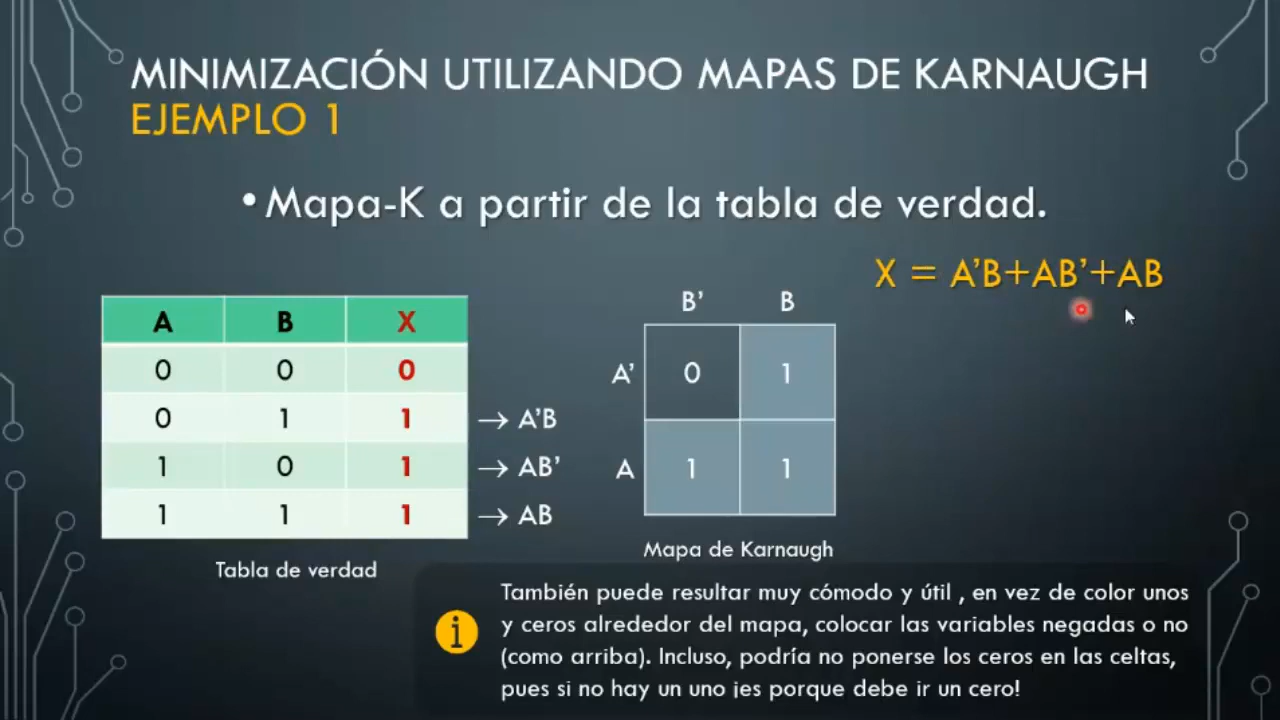 MINIMIZACIÓN UTILIZANDO MAPAS DE KARNAUGH
EJEMPLO 1
• Mapa-K a partir de la tabla de verdad.
X = A’B+AB’+AB
A B X
0 0 0
0 1 1 → A’B
1 0 1 → AB’
1 1 1 → AB
Tabla de verdad
B’ B
A’ 0 1
A 1 1
Mapa de Karnaugh
i
También puede resultar muy cómodo y útil , en vez de color unos
y ceros alrededor del mapa, colocar las variables negadas o no
(como arriba). Incluso, podría no ponerse los ceros en las celtas,
pues si no hay un uno ¡es porque debe ir un cero!